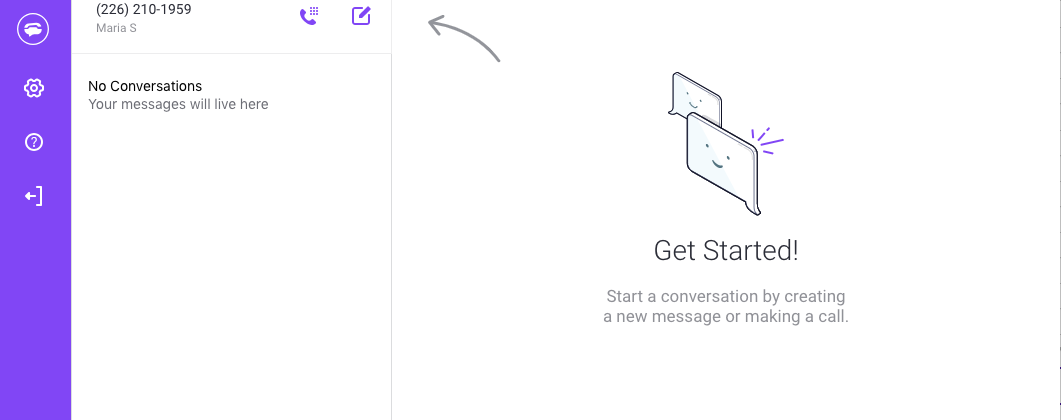 (226) 210-1959
Maria S
No Conversations
Your messages will live here
Get Started!
Start a conversation by creating
a new message or making a call.